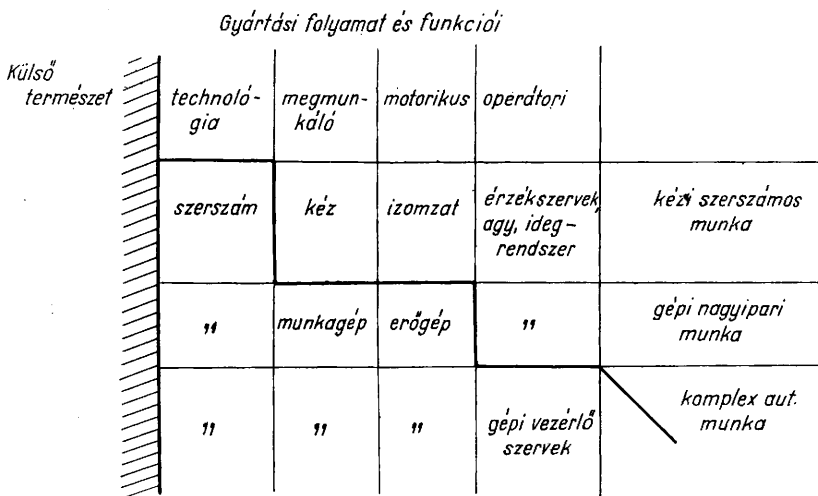 Gyártási folyamat és funkciói
Külső
természet
technoló-
gia
megmun-
káló
motorikus
operátori
szerszám
kéz
izomzat
érzékszervek,
agy, ideg-
rendszer
kézi szerszámos
munka
"
munkagép
erőgép
"
gépi nagyipari
munka
"
"
"
gépi vezérlő
szervek
komplex aut.
munka